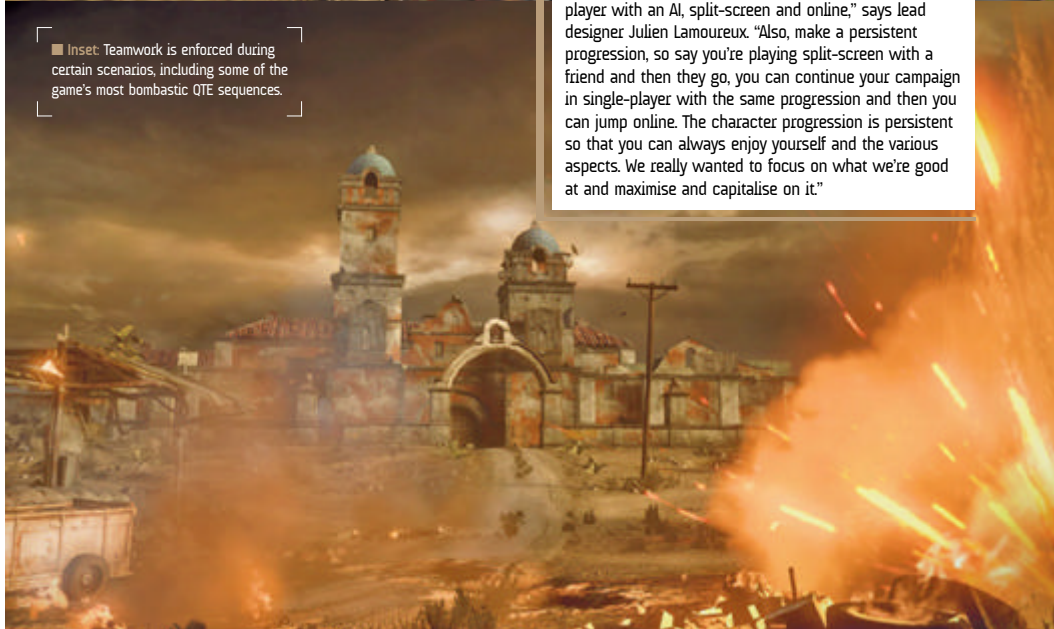 Inset: Teamwork is enforced during
certain scenarios, including some of the
game's most bombastic QTE sequences.
player with an AI, split-screen and online,” says lead
designer Julien Lamoureux. “Also, make a persistent
progression, so say you're playing split-screen with a
friend and then they go, you can continue your campaign
in single-player with the same progression and then you
can jump online. The character progression is persistent
so that you can always enjoy yourself and the various
aspects. We really wanted to focus on what we're good
at and maximise and capitalise on it.”